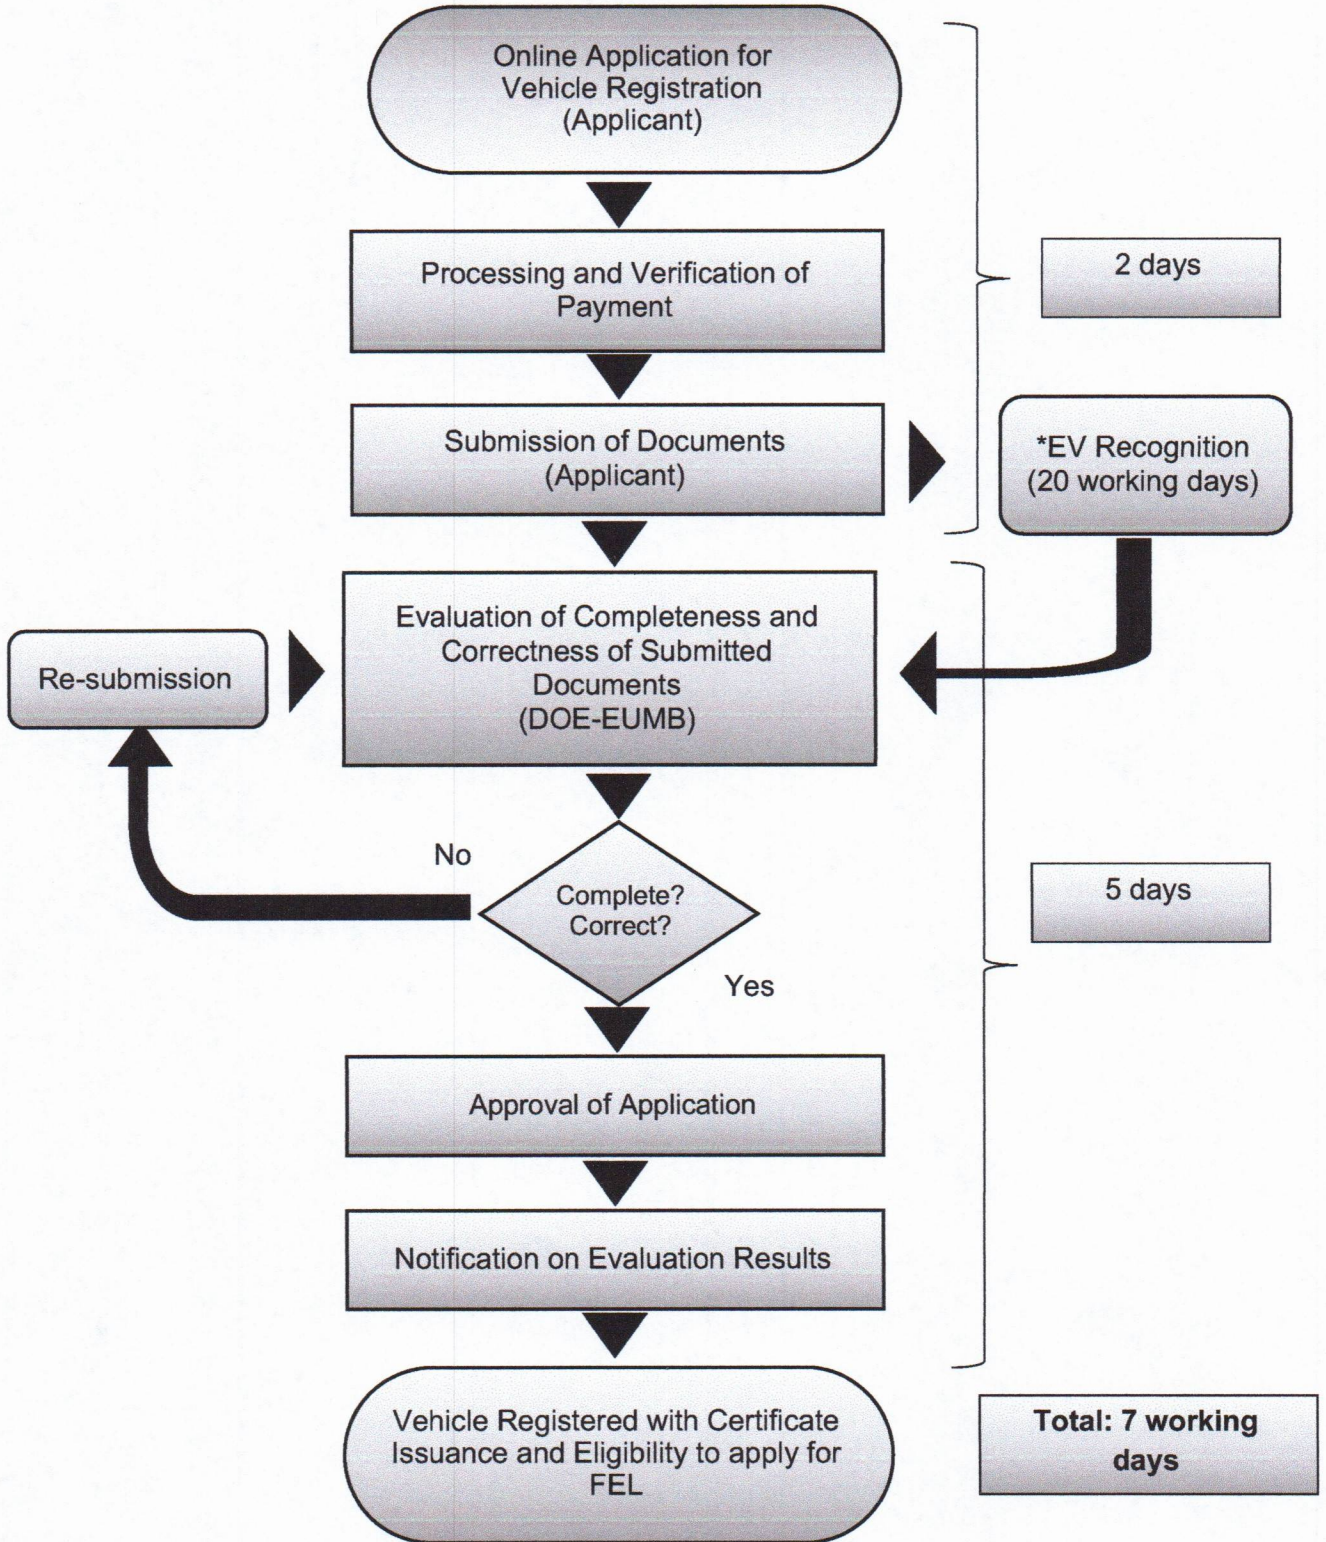 Online Application for
Vehicle Registration
(Applicant)
Processing and Verification of
Payment
2 days
Submission of Documents
(Applicant)
*EV Recognition
(20 working days)
Evaluation of Completeness and
Correctness of Submitted
Documents
(DOE-EUMB)
Re-submission
No
Complete?
Correct?
Yes
5 days
Approval of Application
Notification on Evaluation Results
Vehicle Registered with Certificate
Issuance and Eligibility to apply for
FEL
Total: 7 working
days